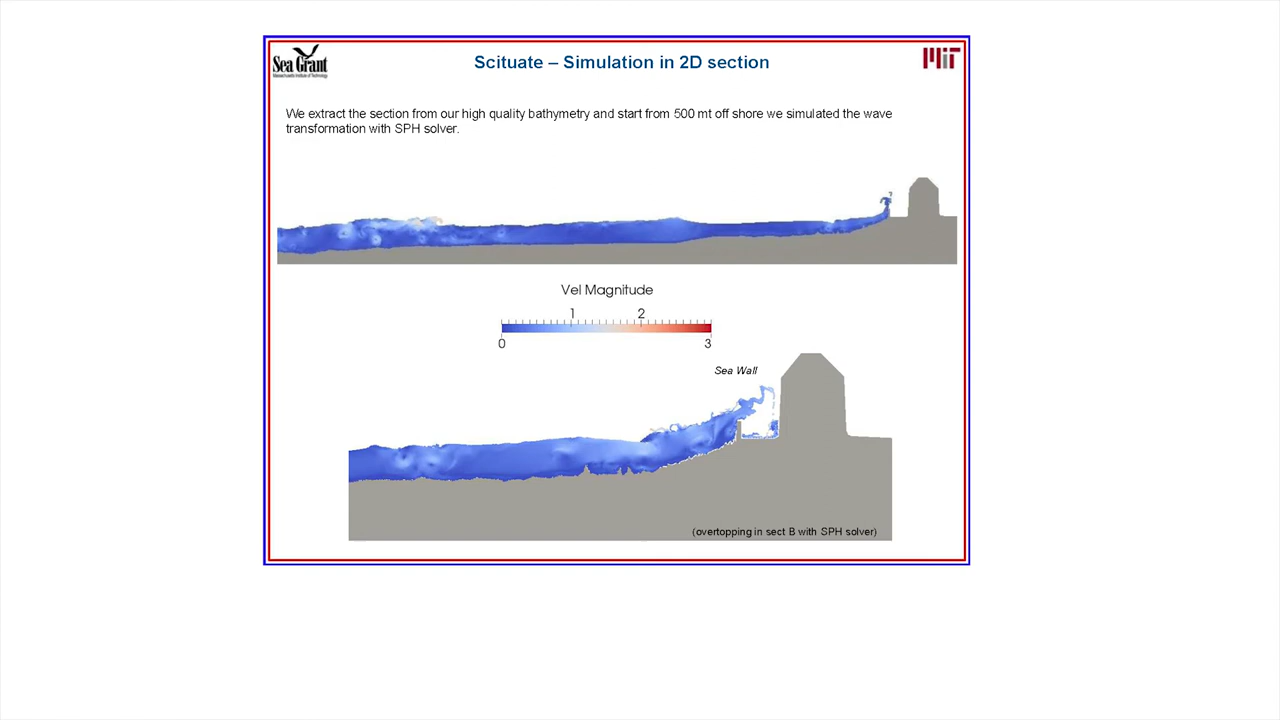 Sea Grant
Massachusetts Institute of Technology
MiT
Scituate – Simulation in 2D section
We extract the section from our high quality bathymetry and start from 500 mt off shore we simulated the wave
transformation with SPH solver.
Vel Magnitude
1 2
0 3
Sea Wall
(overtopping in sect B with SPH solver)